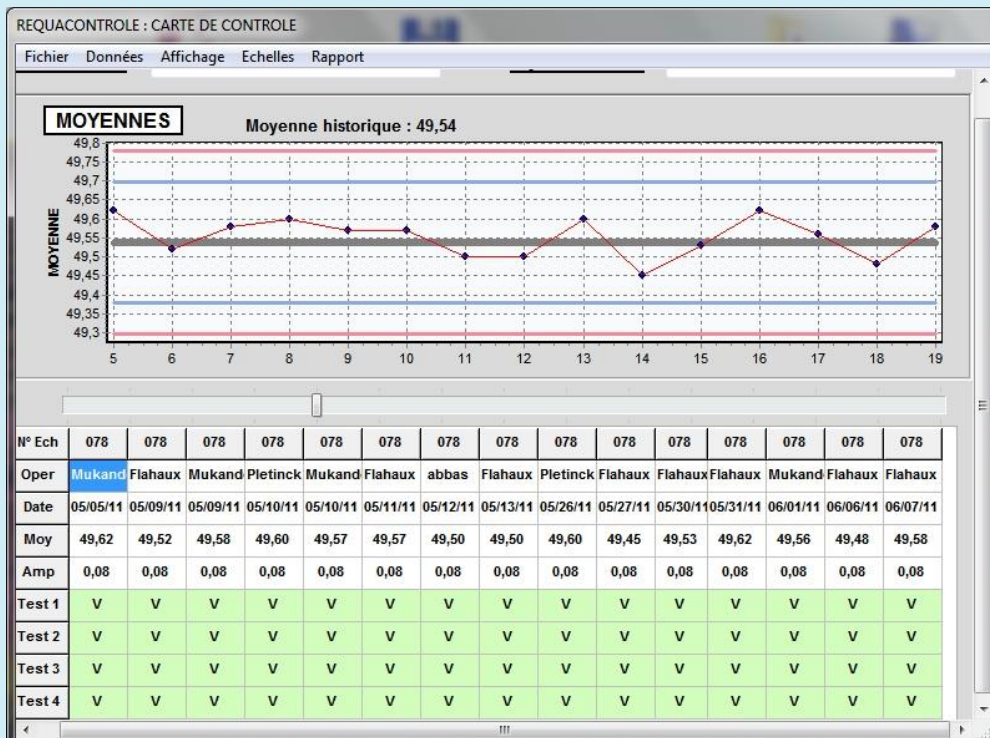 REQUACONTROLE : CARTE DE CONTROLE
Fichier Données Affichage Echelles Rapport
MOYENNES Moyenne historique : 49,54
49,8
49,75
49,7
49,65
49,6
49,55
49,5
49,45
49,4
49,35
49,3
MOYENNE
5 6 7 8 9 10 11 12 13 14 15 16 17 18 19
N° Ech 078 078 078 078 078 078 078 078 078 078 078 078 078 078 078
Oper Mukand Flahaux Mukand Pletinck Mukand Flahaux abbas Flahaux Pletinck Flahaux Flahaux Flahaux Mukand Flahaux Flahaux
Date 05/05/11 05/09/11 05/09/11 05/10/11 05/10/11 05/11/11 05/12/11 05/13/11 05/26/11 05/27/11 05/30/11 05/31/11 06/01/11 06/06/11 06/07/11
Moy 49,62 49,52 49,58 49,60 49,57 49,57 49,50 49,50 49,60 49,45 49,53 49,62 49,56 49,48 49,58
Amp 0,08 0,08 0,08 0,08 0,08 0,08 0,08 0,08 0,08 0,08 0,08 0,08 0,08 0,08 0,08
Test 1 V V V V V V V V V V V V V V V
Test 2 V V V V V V V V V V V V V V V
Test 3 V V V V V V V V V V V V V V V
Test 4 V V V V V V V V V V V V V V V